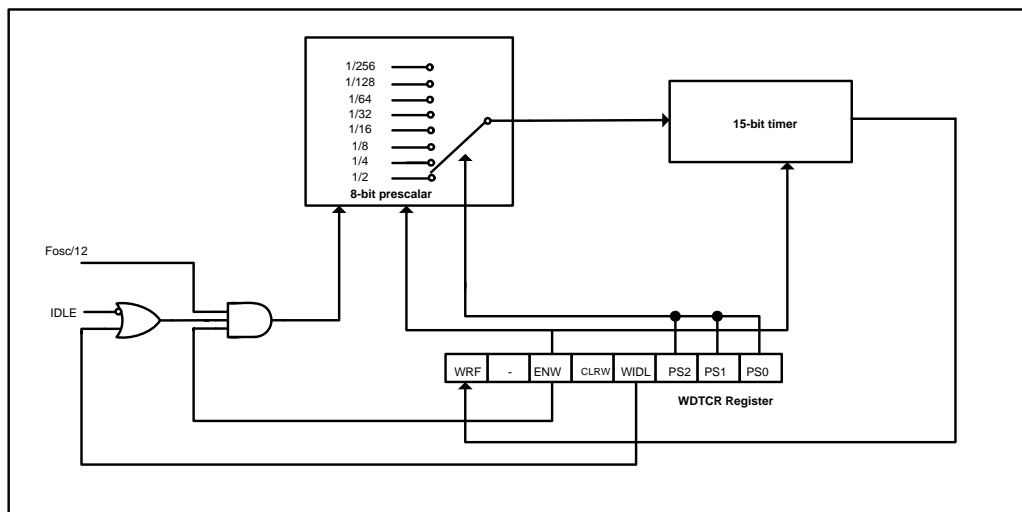 1/256
1/128
1/64
1/32
1/16
1/8
1/4
1/2
8-bit prescalar
15-bit timer
Fosc/12
IDLE
WRF - ENW CLRW WIDL PS2 PS1 PS0
WDTCR Register